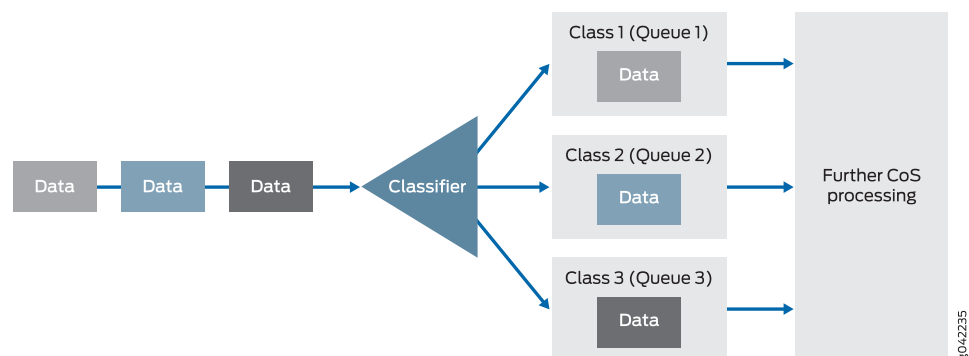 Data
Data
Data
Classifier
Class 1 (Queue 1)
Data
Class 2 (Queue 2)
Data
Class 3 (Queue 3)
Data
Further CoS
processing
g042235